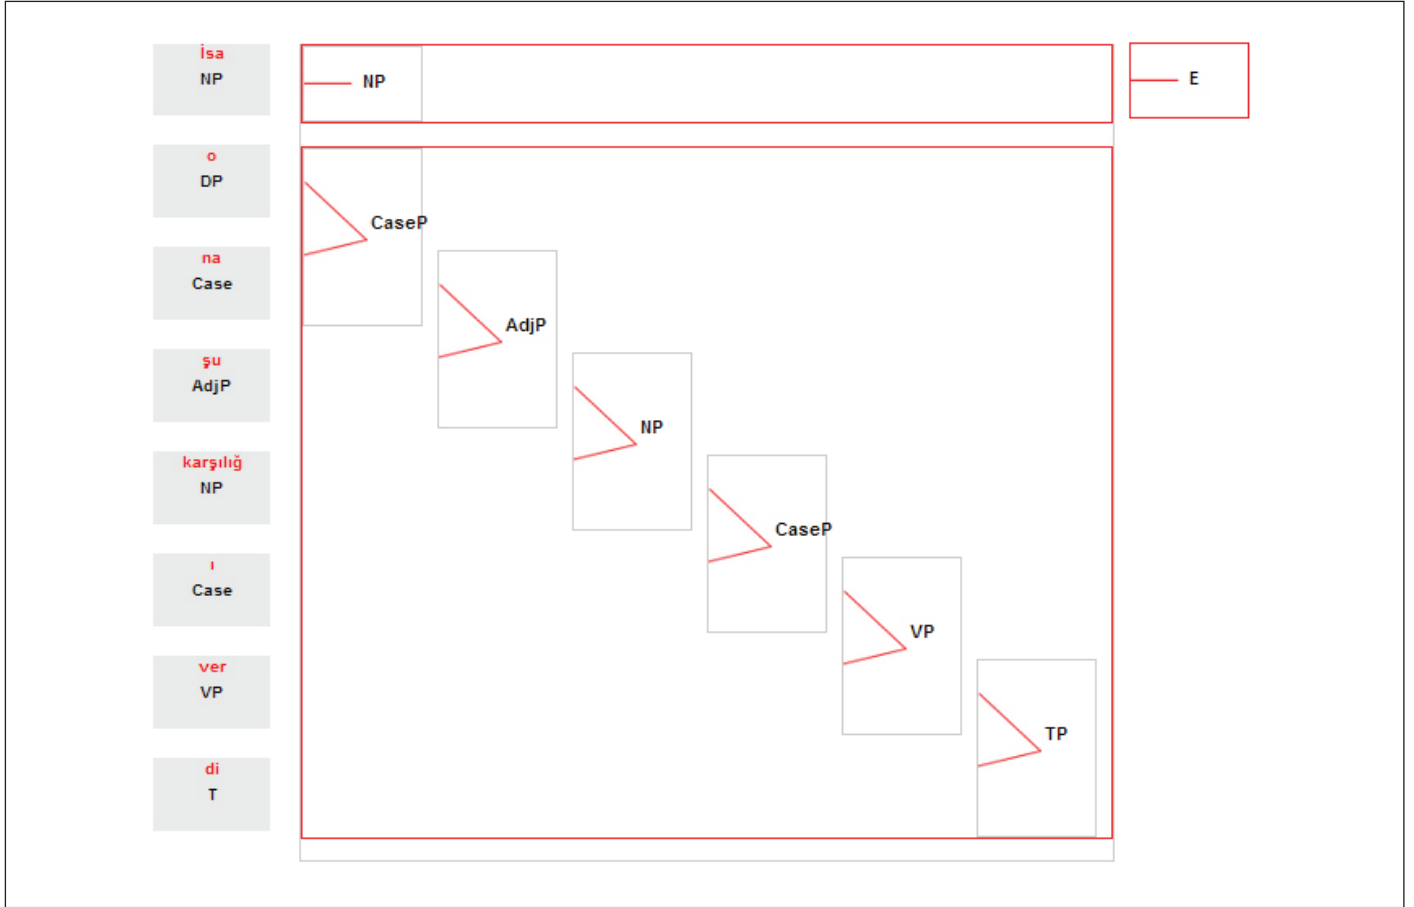 İsa
NP
NP
E
o
DP
CaseP
na
Case
AdjP
şu
AdjP
NP
karşılığ
NP
CaseP
ı
Case
VP
ver
VP
TP
di
T